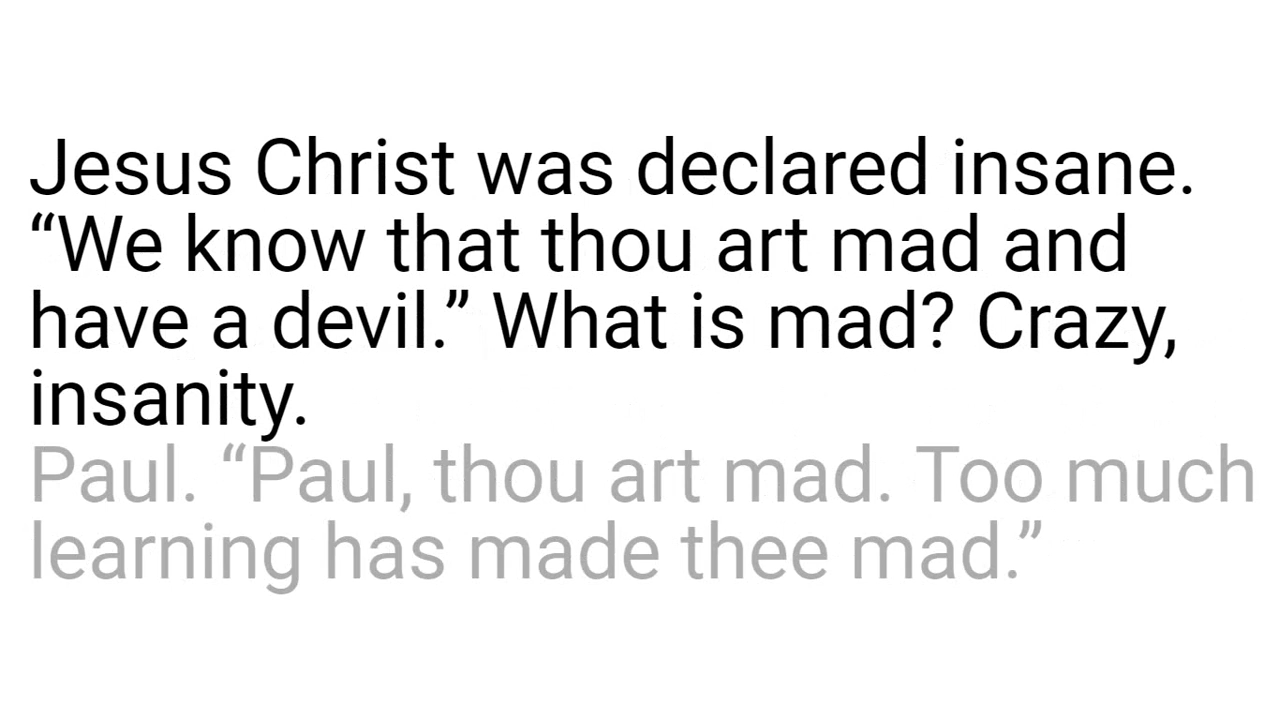 Jesus Christ was declared insane.
“We know that thou art mad and
have a devil.” What is mad? Crazy,
insanity.
Paul. “Paul, thou art mad. Too much
learning has made thee mad.”